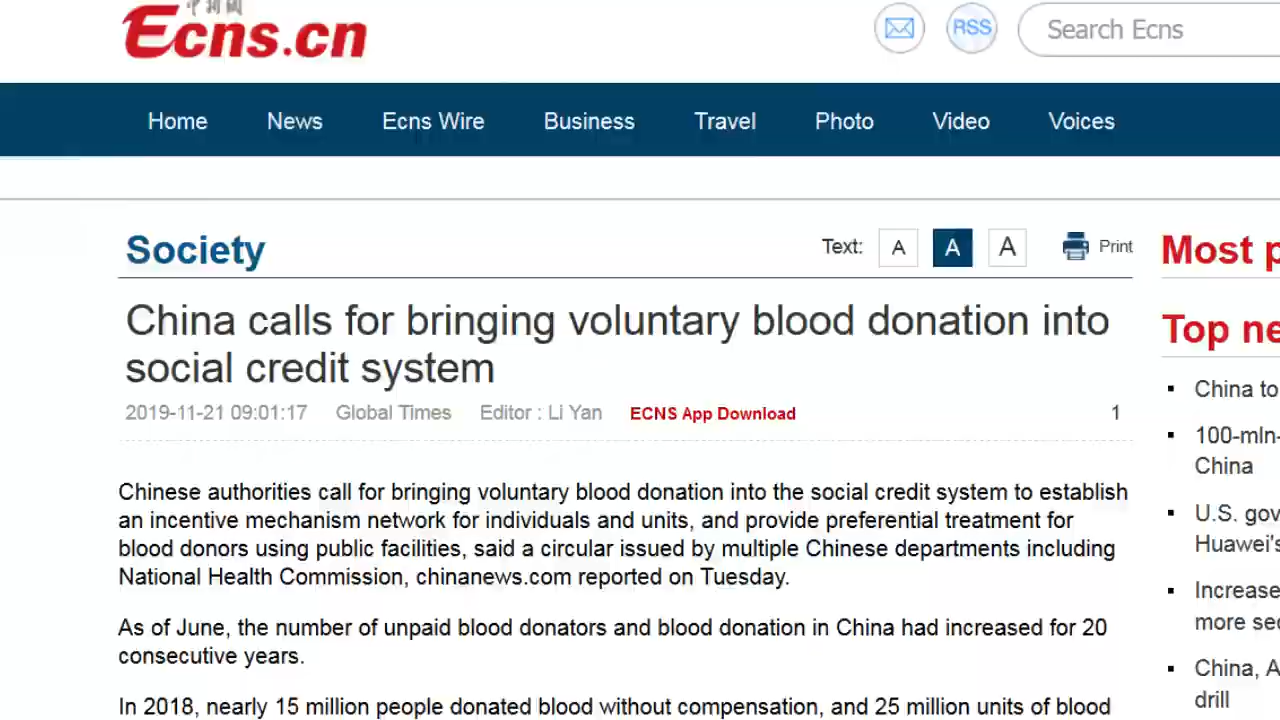 Ecns.cn
RSS
Search Ecns
Home News Ecns Wire Business Travel Photo Video Voices
Society
Text: A A A Print
Most p
China calls for bringing voluntary blood donation into
social credit system
2019-11-21 09:01:17 Global Times Editor : Li Yan ECNS App Download 1
Chinese authorities call for bringing voluntary blood donation into the social credit system to establish
an incentive mechanism network for individuals and units, and provide preferential treatment for
blood donors using public facilities, said a circular issued by multiple Chinese departments including
National Health Commission, chinanews.com reported on Tuesday.
As of June, the number of unpaid blood donators and blood donation in China had increased for 20
consecutive years.
In 2018, nearly 15 million people donated blood without compensation, and 25 million units of blood
Top ne
China to
100-mln-
China
U.S. gov
Huawei's
Increase
more sec
China, A
drill